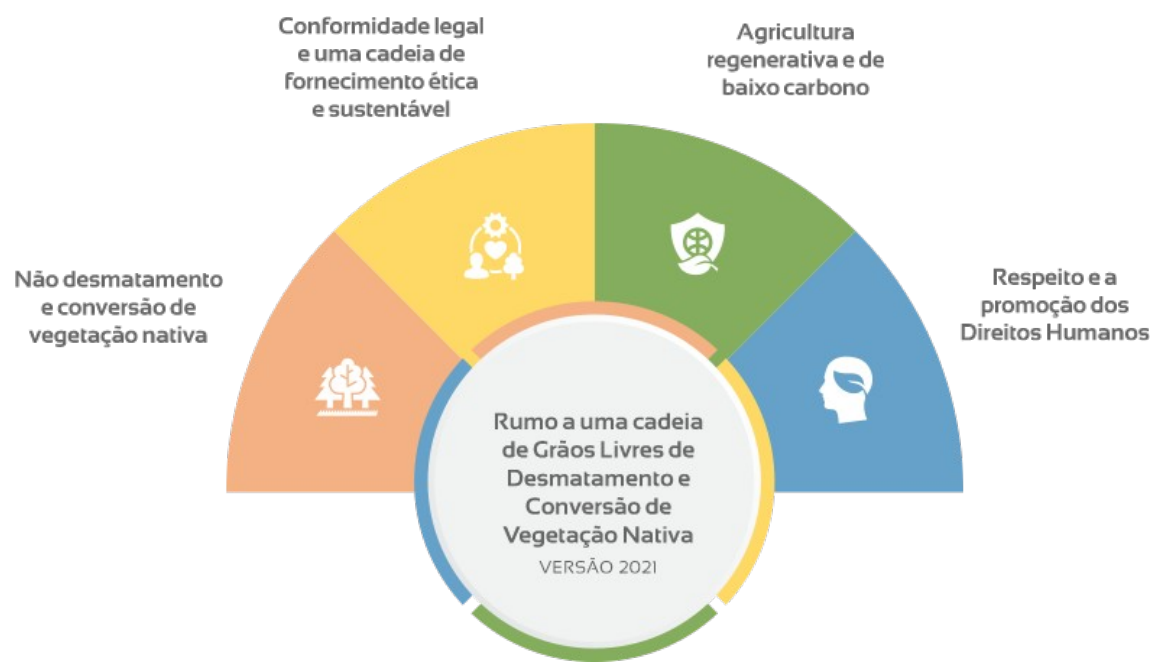 Conformidade legal
e uma cadeia de
fornecimento ética
e sustentável
Agricultura
regenerativa e de
baixo carbono
Não desmatamento
e conversão de
vegetação nativa
Respeito e a
promoção dos
Direitos Humanos
Rumo a uma cadeia
de Grãos Livres de
Desmatamento e
Conversão de
Vegetação Nativa
VERSÃO 2021